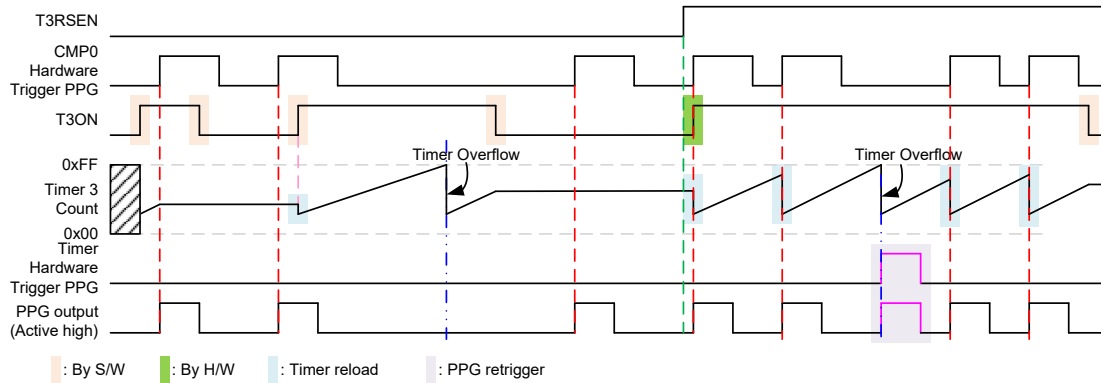 T3RSEN
CMP0
Hardware
Trigger PPG
T3ON
0xFF
Timer Overflow
Timer Overflow
Timer 3
Count
0x00
Timer
Hardware
Trigger PPG
PPG output
(Active high)
: By S/W
: By H/W
: Timer reload
: PPG retrigger